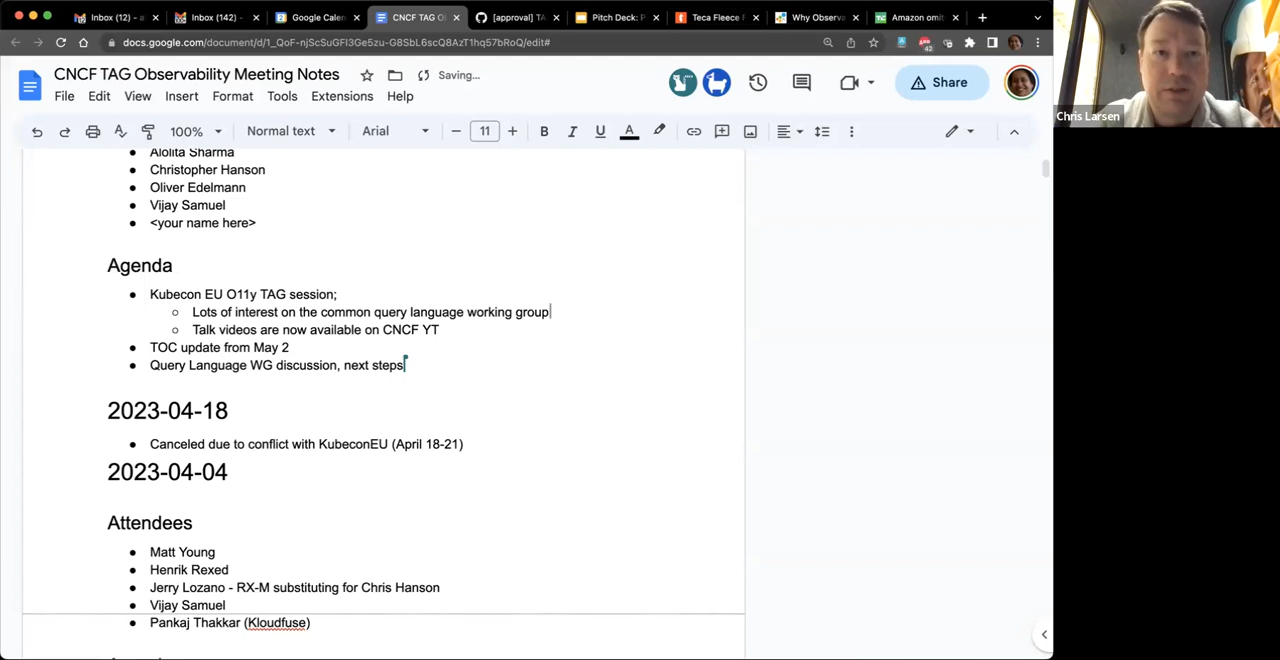 Inbox (12) - a
Inbox (142) -
Google Calen
CNCF TAG O
[approval] TA
Pitch Deck: P
Teca Fleece F
Why Observa
Amazon omit
docs.google.com/document/d/1_QoF-njScSuGFI3Ge5zu-G8SbL6scQ8AzT1hq57bRoQ/edit#
42
CNCF TAG Observability Meeting Notes
Saving...
File Edit View Insert Format Tools Extensions Help
Share
100%
Normal text
Arial
11
Alolita Sharma
Christopher Hanson
Oliver Edelmann
Vijay Samuel
<your name here>
Agenda
Kubecon EU O11y TAG session;
Lots of interest on the common query language working group
Talk videos are now available on CNCF YT
TOC update from May 2
Query Language WG discussion, next steps
2023-04-18
Canceled due to conflict with KubeconEU (April 18-21)
2023-04-04
Attendees
Matt Young
Henrik Rexed
Jerry Lozano - RX-M substituting for Chris Hanson
Vijay Samuel
Pankaj Thakkar (Kloudfuse)
Chris Larsen